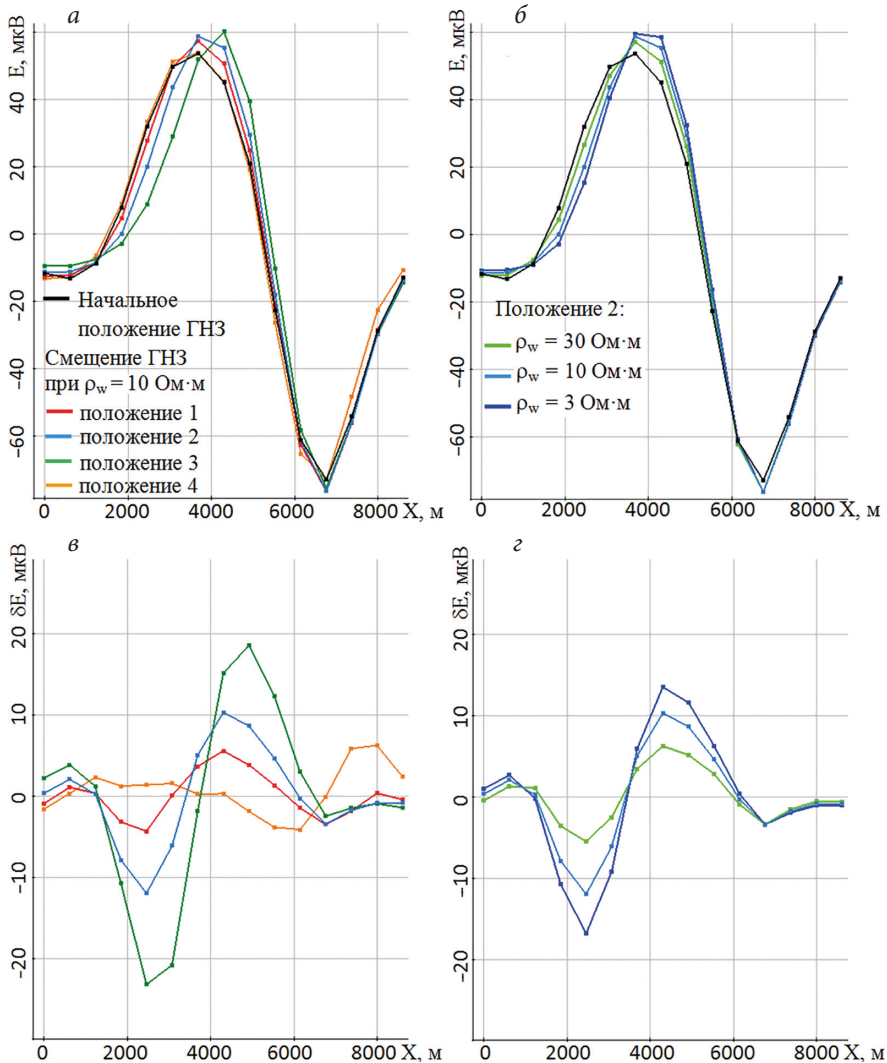 а
E, мкВ
40
20
0
-20
-40
-60
Начальное
положение ГНЗ
Смещение ГНЗ
при ρw = 10 Ом·м
положение 1
положение 2
положение 3
положение 4
0 2000 4000 6000 8000 X, м
б
E, мкВ
40
20
0
-20
-40
-60
Положение 2:
ρw = 30 Ом·м
ρw = 10 Ом·м
ρw = 3 Ом·м
0 2000 4000 6000 8000 X, м
в
δE, мкВ
20
10
0
-10
-20
0 2000 4000 6000 8000 X, м
г
δE, мкВ
20
10
0
-10
-20
0 2000 4000 6000 8000 X, м